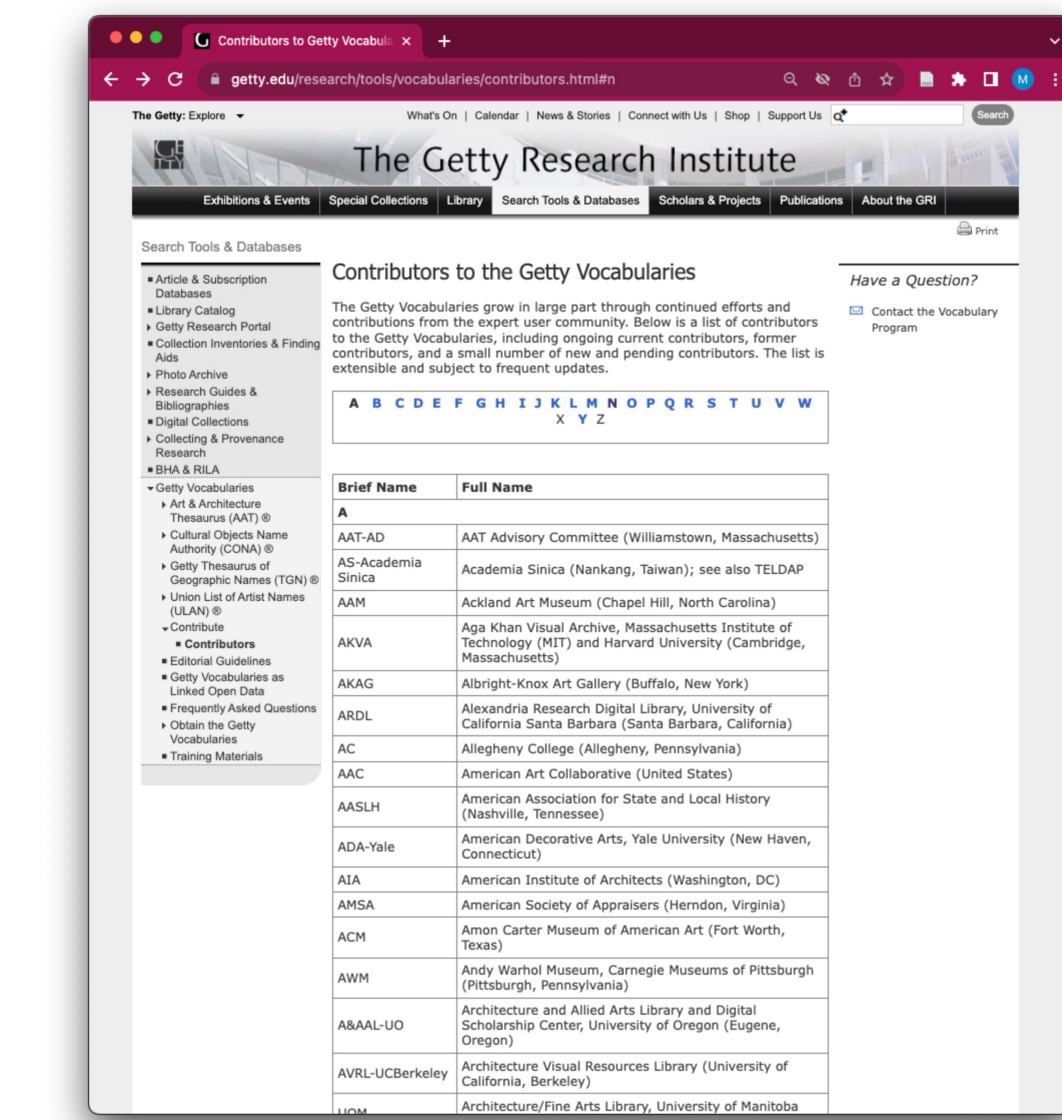 Contributors to Getty Vocabula
getty.edu/research/tools/vocabularies/contributors.html#n
M
The Getty: Explore
What's On | Calendar | News & Stories | Connect with Us | Shop | Support Us
Search
The Getty Research Institute
Exhibitions & Events
Special Collections
Library
Search Tools & Databases
Scholars & Projects
Publications
About the GRI
Print
Search Tools & Databases
Article & Subscription
Databases
Library Catalog
Getty Research Portal
Collection Inventories & Finding
Aids
Photo Archive
Research Guides &
Bibliographies
Digital Collections
Collecting & Provenance
Research
BHA & RILA
Getty Vocabularies
Art & Architecture
Thesaurus (AAT) ®
Cultural Objects Name
Authority (CONA) ®
Getty Thesaurus of
Geographic Names (TGN) ®
Union List of Artist Names
(ULAN) ®
Contribute
Contributors
Editorial Guidelines
Getty Vocabularies as
Linked Open Data
Frequently Asked Questions
Obtain the Getty
Vocabularies
Training Materials
Contributors to the Getty Vocabularies
The Getty Vocabularies grow in large part through continued efforts and
contributions from the expert user community. Below is a list of contributors
to the Getty Vocabularies, including ongoing current contributors, former
contributors, and a small number of new and pending contributors. The list is
extensible and subject to frequent updates.
A B C D E F G H I J K L M N O P Q R S T U V W
X Y Z
Brief Name Full Name
A
AAT-AD AAT Advisory Committee (Williamstown, Massachusetts)
AS-Academia
Sinica
Academia Sinica (Nankang, Taiwan); see also TELDAP
AAM Ackland Art Museum (Chapel Hill, North Carolina)
AKVA
Aga Khan Visual Archive, Massachusetts Institute of
Technology (MIT) and Harvard University (Cambridge,
Massachusetts)
AKAG Albright-Knox Art Gallery (Buffalo, New York)
ARDL
Alexandria Research Digital Library, University of
California Santa Barbara (Santa Barbara, California)
AC Allegheny College (Allegheny, Pennsylvania)
AAC American Art Collaborative (United States)
AASLH
American Association for State and Local History
(Nashville, Tennessee)
ADA-Yale
American Decorative Arts, Yale University (New Haven,
Connecticut)
AIA American Institute of Architects (Washington, DC)
AMSA American Society of Appraisers (Herndon, Virginia)
ACM
Amon Carter Museum of American Art (Fort Worth,
Texas)
AWM
Andy Warhol Museum, Carnegie Museums of Pittsburgh
(Pittsburgh, Pennsylvania)
A&AAL-UO
Architecture and Allied Arts Library and Digital
Scholarship Center, University of Oregon (Eugene,
Oregon)
AVRL-UCBerkeley
Architecture Visual Resources Library (University of
California, Berkeley)
UOM
Architecture/Fine Arts Library, University of Manitoba
Have a Question?
Contact the Vocabulary
Program